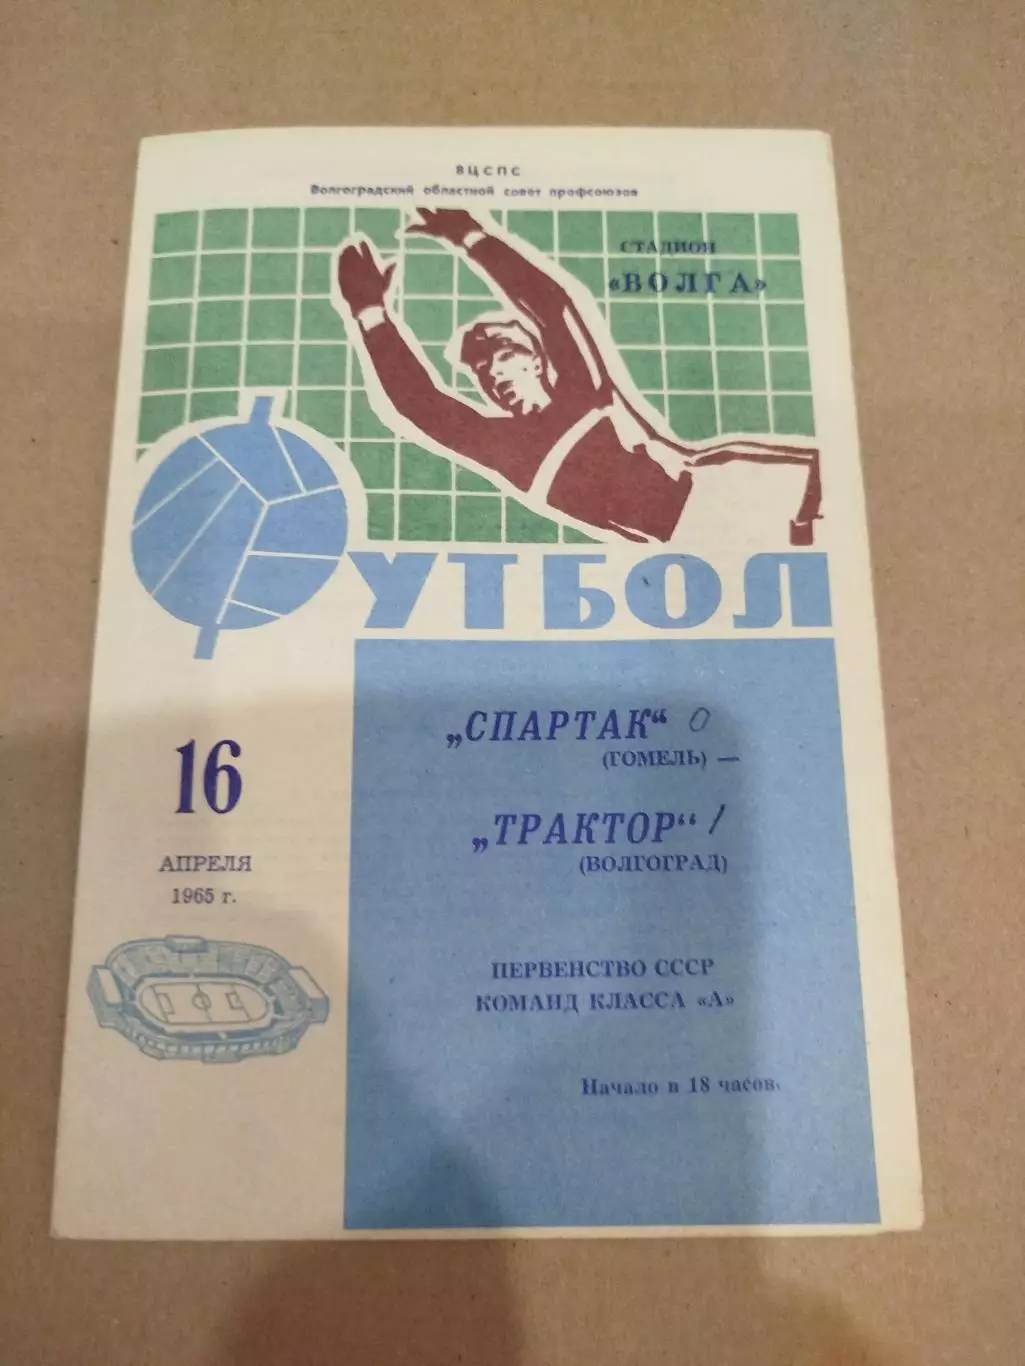 ВЦСПС
Волгоградский областной совет профсоюзов
СТАДИОН
«ВОЛГА»
ФУТБОЛ
16
АПРЕЛЯ
1965 г.
„СПАРТАК“ 0
(ГОМЕЛЬ) —
„ТРАКТОР“ 1
(ВОЛГОГРАД)
ПЕРВЕНСТВО СССР
КОМАНД КЛАССА «А»
Начало в 18 часов.